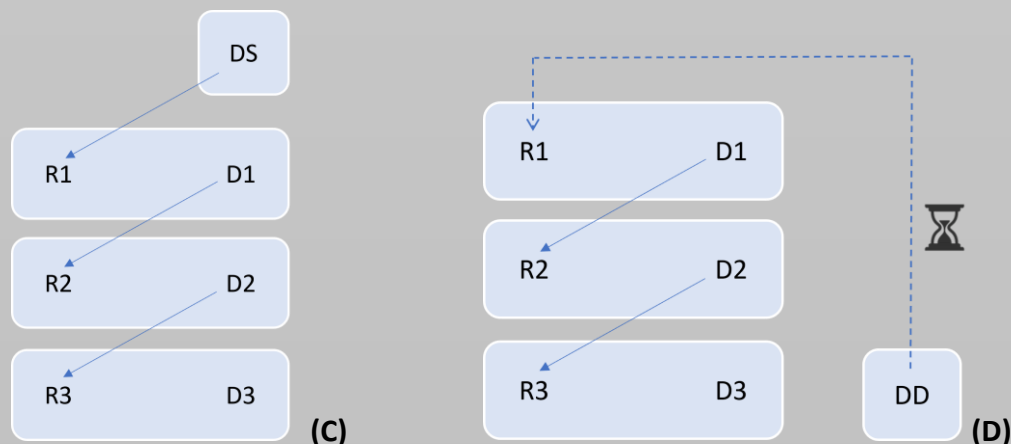 DS
R1 D1
R2 D2
R3 D3
(C)
R1 D1
R2 D2
R3 D3
DD
(D)